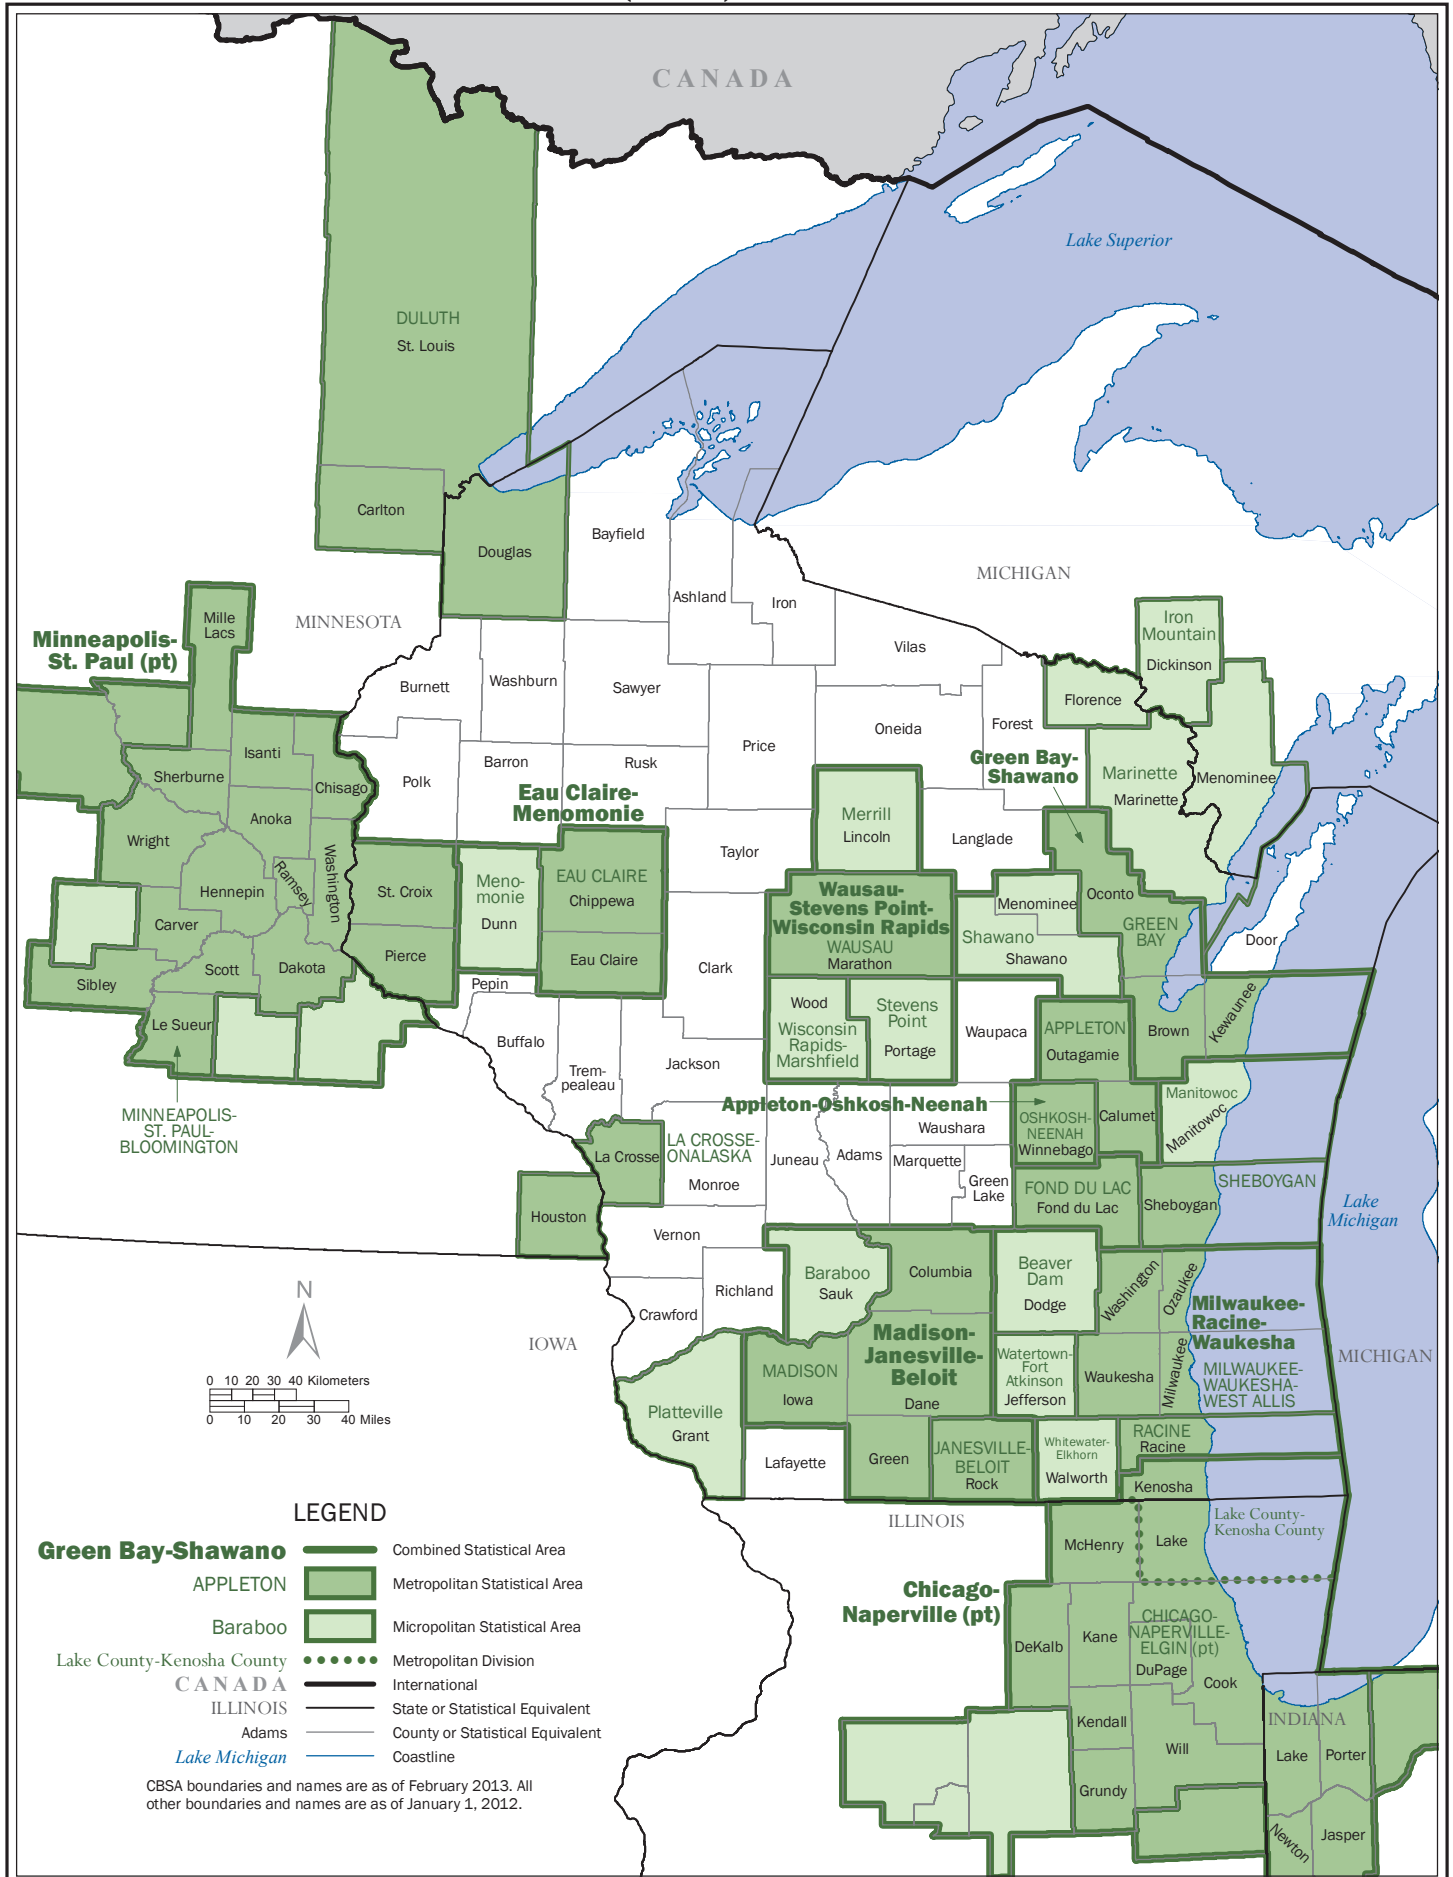 CANADA
Lake Superior
DULUTH
St. Louis
Carlton
Douglas
Bayfield
Ashland
Iron
MICHIGAN
MINNESOTA
Mille
Lacs
Minneapolis-
St. Paul (pt)
Vilas
Iron
Mountain
Dickinson
Florence
Burnett
Washburn
Sawyer
Forest
Oneida
Price
Isanti
Sherburne
Chisago
Polk
Barron
Rusk
Green Bay-
Shawano
Marinette
Marinette
Menominee
Eau Claire-
Menomonie
Anoka
Wright
Washington
Ramsey
Hennepin
Merrill
Lincoln
Langlade
Taylor
St. Croix
Meno-
monie
Dunn
EAU CLAIRE
Chippewa
Wausau-
Stevens Point-
Wisconsin Rapids
WAUSAU
Marathon
Menominee
Oconto
GREEN
BAY
Shawano
Shawano
Door
Carver
Scott
Dakota
Sibley
Pierce
Eau Claire
Clark
Pepin
Le Sueur
Buffalo
Wood
Wisconsin
Rapids-
Marshfield
Stevens
Point
Portage
Waupaca
APPLETON
Outagamie
Brown
Kewaunee
Trem-
pealeau
Jackson
MINNEAPOLIS-
ST. PAUL-
BLOOMINGTON
Appleton-Oshkosh-Neenah
Waushara
OSHKOSH-
NEENAH
Winnebago
Calumet
Manitowoc
Manitowoc
La Crosse
LA CROSSE-
ONALASKA
Monroe
Juneau
Adams
Marquette
Green
Lake
FOND DU LAC
Fond du Lac
Sheboygan
SHEBOYGAN
Lake
Michigan
Houston
Vernon
Richland
Crawford
Baraboo
Sauk
Columbia
Beaver
Dam
Dodge
Washington
Ozaukee
Milwaukee-
Racine-
Waukesha
N
IOWA
Madison-
Janesville-
Beloit
Dane
MADISON
Iowa
Watertown-
Fort
Atkinson
Jefferson
Waukesha
Milwaukee
MILWAUKEE-
WAUKESHA-
WEST ALLIS
MICHIGAN
0 10 20 30 40 Kilometers
0 10 20 30 40 Miles
Platteville
Grant
Lafayette
Green
JANESVILLE-
BELOIT
Rock
Whitewater-
Elkhorn
Walworth
RACINE
Racine
Kenosha
ILLINOIS
McHenry
Lake
Lake County-
Kenosha County
Chicago-
Naperville (pt)
DeKalb
Kane
CHICAGO-
NAPERVILLE-
ELGIN (pt)
DuPage
Cook
Kendall
Will
Grundy
INDIANA
Lake
Porter
Newton
Jasper
LEGEND
Green Bay-Shawano Combined Statistical Area
APPLETON Metropolitan Statistical Area
Baraboo Micropolitan Statistical Area
Lake County-Kenosha County Metropolitan Division
CANADA International
ILLINOIS State or Statistical Equivalent
Adams County or Statistical Equivalent
Lake Michigan Coastline
CBSA boundaries and names are as of February 2013. All
other boundaries and names are as of January 1, 2012.